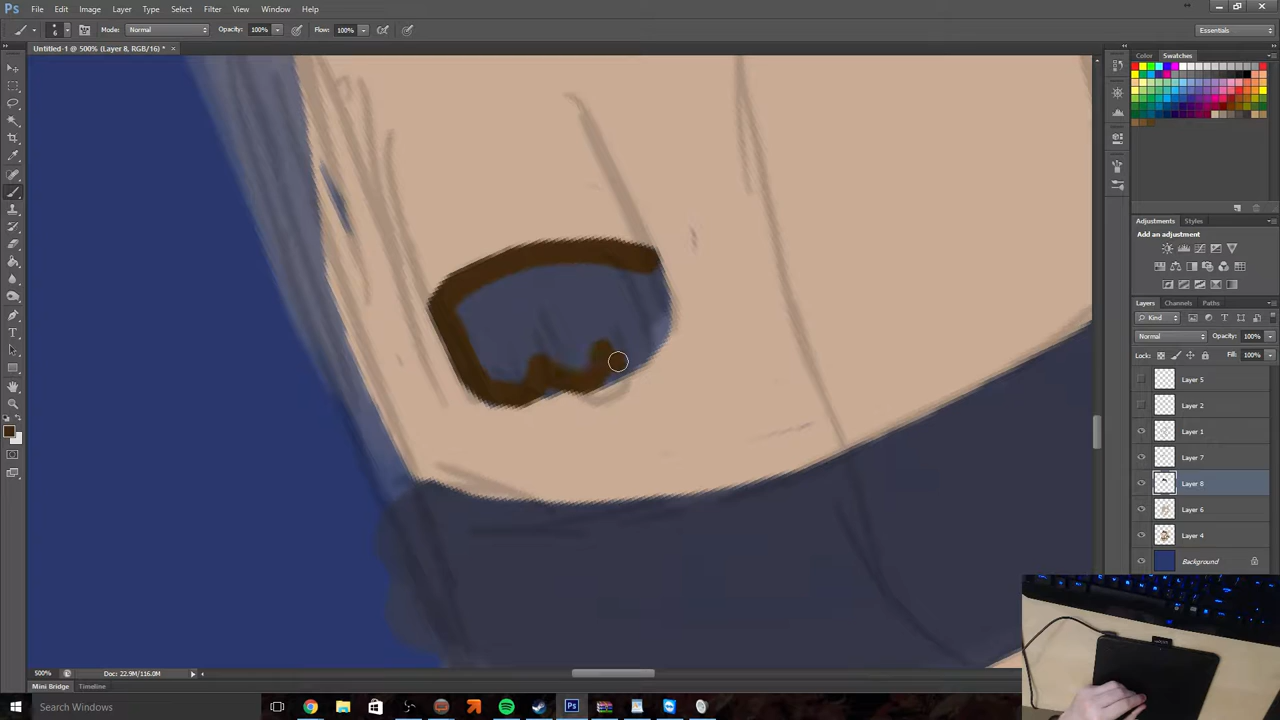 Ps File Edit Image Layer Type Select Filter View Window Help
6 Mode: Normal Opacity: 100% Flow: 100% Essentials
Untitled-1 @ 500% (Layer 8, RGB/16) * ×
Color Swatches
Adjustments Styles
Add an adjustment
Layers Channels Paths
Kind
Normal Opacity: 100%
Lock: Fill: 100%
Layer 5
Layer 2
Layer 1
Layer 7
Layer 8
Layer 6
Layer 4
Background
500% Doc: 22.9M/116.0M
Mini Bridge Timeline
Search Windows Ps